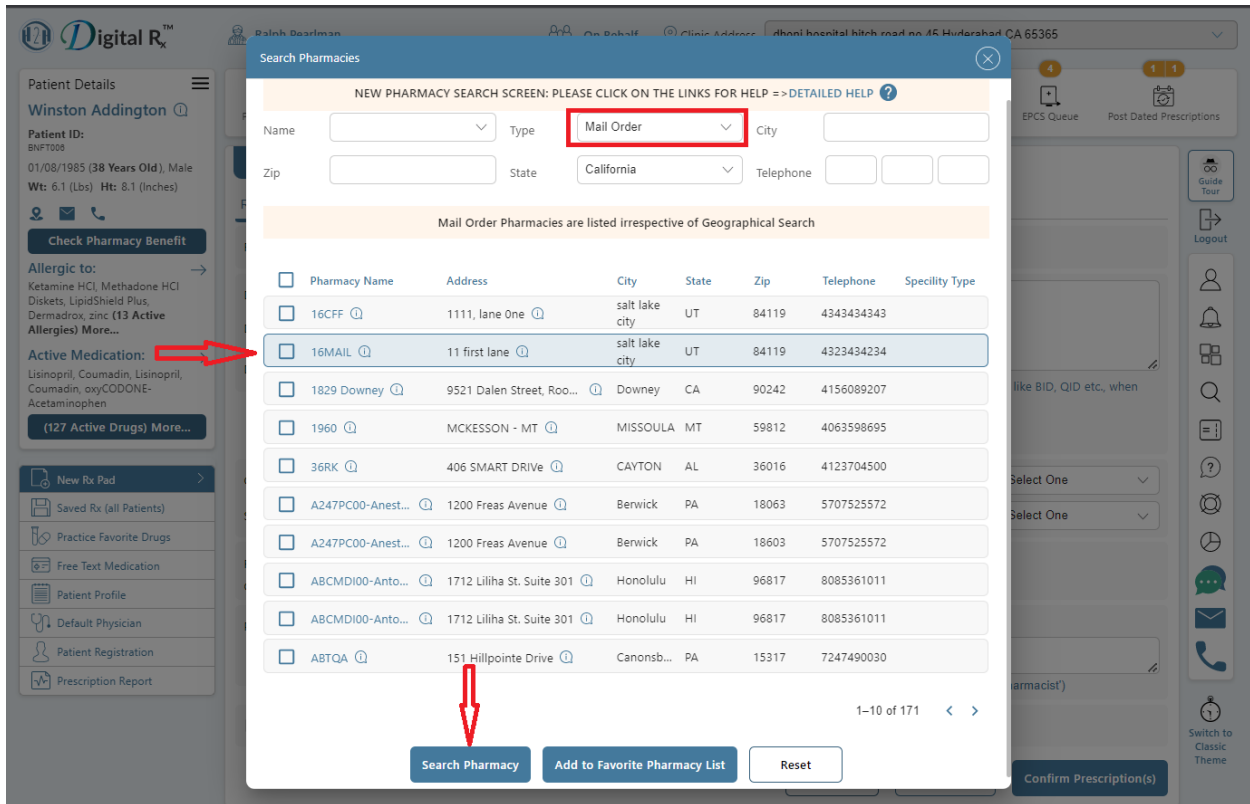 Digital Rx™
Ralph Pearlman
On Behalf
Clinic Address
dhoni hospital hitch road no 45 Hyderabad CA 65365
Patient Details
Winston Addington
Patient ID:
BNFT008
01/08/1985 (38 Years Old), Male
Wt: 6.1 (Lbs) Ht: 8.1 (Inches)
Check Pharmacy Benefit
Allergic to:
Ketamine HCl, Methadone HCl
Diskets, LipidShield Plus,
Dermadrox, zinc (13 Active
Allergies) More...
Active Medication:
Lisinopril, Coumadin, Lisinopril,
Coumadin, oxyCODONE-
Acetaminophen
(127 Active Drugs) More...
New Rx Pad
Saved Rx (all Patients)
Practice Favorite Drugs
Free Text Medication
Patient Profile
Default Physician
Patient Registration
Prescription Report
Search Pharmacies
NEW PHARMACY SEARCH SCREEN: PLEASE CLICK ON THE LINKS FOR HELP =>DETAILED HELP ?
Name Type Mail Order City
Zip State California Telephone
Mail Order Pharmacies are listed irrespective of Geographical Search
Pharmacy Name Address City State Zip Telephone Specility Type
16CFF 1111, lane 0ne salt lake city UT 84119 4343434343
16MAIL 11 first lane salt lake city UT 84119 4323434234
1829 Downey 9521 Dalen Street, Roo... Downey CA 90242 4156089207
1960 MCKESSON - MT MISSOULA MT 59812 4063598695
36RK 406 SMART DRIVe CAYTON AL 36016 4123704500
A247PC00-Anest... 1200 Freas Avenue Berwick PA 18063 5707525572
A247PC00-Anest... 1200 Freas Avenue Berwick PA 18603 5707525572
ABCMDI00-Anto... 1712 Liliha St. Suite 301 Honolulu HI 96817 8085361011
ABCMDI00-Anto... 1712 Liliha St. Suite 301 Honolulu HI 96817 8085361011
ABTQA 151 Hillpointe Drive Canonsb... PA 15317 7247490030
1–10 of 171
Search Pharmacy
Add to Favorite Pharmacy List
Reset
4
EPCS Queue
1 1
Post Dated Prescriptions
like BID, QID etc., when
Select One
Select One
armacist')
Confirm Prescription(s)
Guide
Tour
Logout
Switch to
Classic
Theme